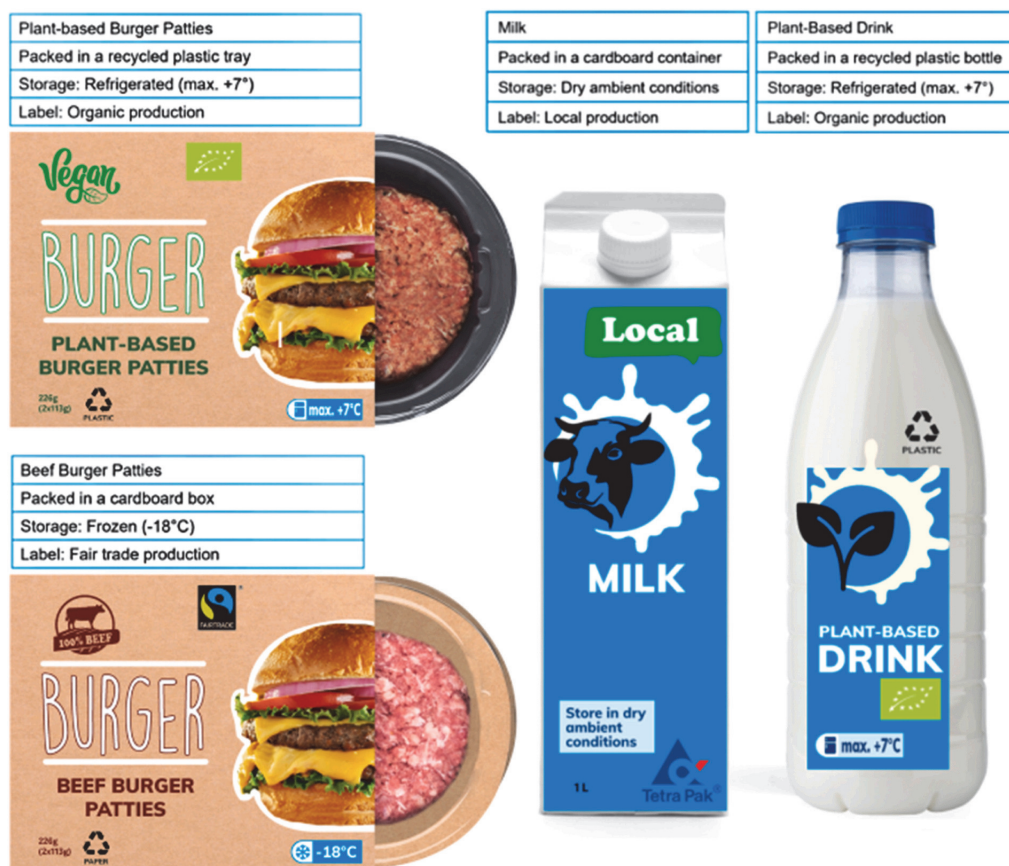 Plant-based Burger Patties
Packed in a recycled plastic tray
Storage: Refrigerated (max. +7°)
Label: Organic production
Vegan
BURGER
PLANT-BASED
BURGER PATTIES
226g
(2x113g)
PLASTIC
max. +7°C
Beef Burger Patties
Packed in a cardboard box
Storage: Frozen (-18°C)
Label: Fair trade production
100% BEEF
FAIRTRADE
®
BURGER
BEEF BURGER
PATTIES
226g
(2x113g)
PAPER
-18°C
Milk
Packed in a cardboard container
Storage: Dry ambient conditions
Label: Local production
Local
MILK
Store in dry
ambient
conditions
1 L
Tetra Pak®
Plant-Based Drink
Packed in a recycled plastic bottle
Storage: Refrigerated (max. +7°)
Label: Organic production
PLASTIC
PLANT-BASED
DRINK
max. +7°C